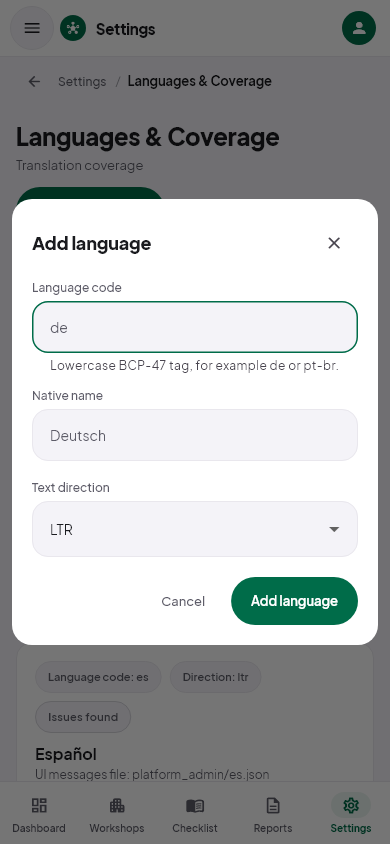 Settings
Settings / Languages & Coverage
Languages & Coverage
Translation coverage
Add language
Language code
de
Lowercase BCP-47 tag, for example de or pt-br.
Native name
Deutsch
Text direction
LTR
Cancel
Add language
Language code: es
Direction: ltr
Issues found
Español
UI messages file: platform_admin/es.json
Dashboard
Workshops
Checklist
Reports
Settings